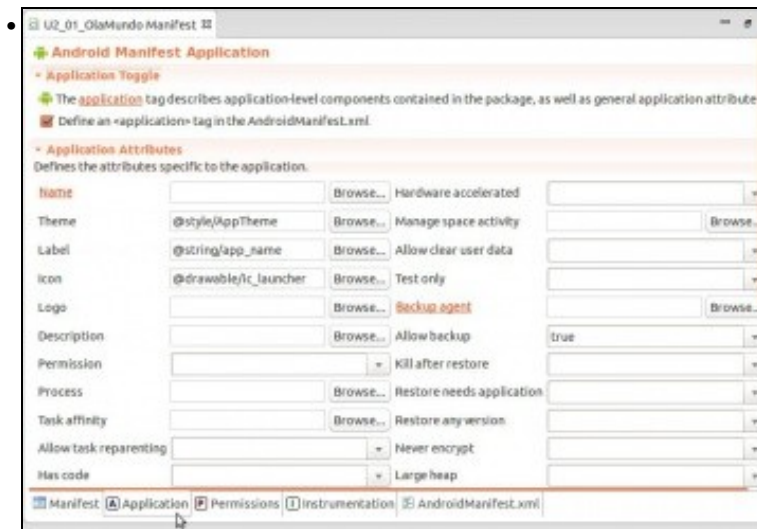 U2_01_OlaMundo Manifest
Android Manifest Application
Application Toggle
The application tag describes application-level components contained in the package, as well as general application attribute
Define an <application> tag in the AndroidManifest.xml
Application Attributes
Defines the attributes specific to the application.
Name Browse... Hardware accelerated
Theme @style/AppTheme Browse... Manage space activity Browse..
Label @string/app_name Browse... Allow clear user data
Icon @drawable/ic_launcher Browse... Test only
Logo Browse... Backup agent Browse..
Description Browse... Allow backup true
Permission Kill after restore
Process Browse... Restore needs application
Task affinity Browse... Restore any version
Allow task reparenting Never encrypt
Has code Large heap
Manifest A Application P Permissions I Instrumentation AndroidManifest.xml